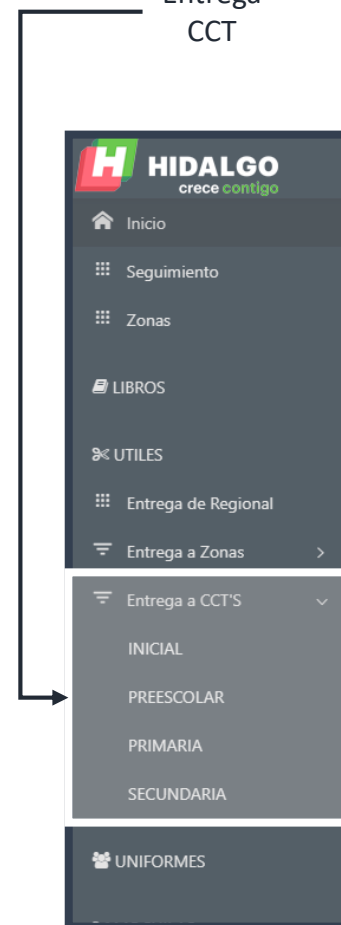 Entrega
CCT
HIDALGO
crece contigo
Inicio
Seguimiento
Zonas
LIBROS
UTILES
Entrega de Regional
Entrega a Zonas
Entrega a CCT'S
INICIAL
PREESCOLAR
PRIMARIA
SECUNDARIA
UNIFORMES